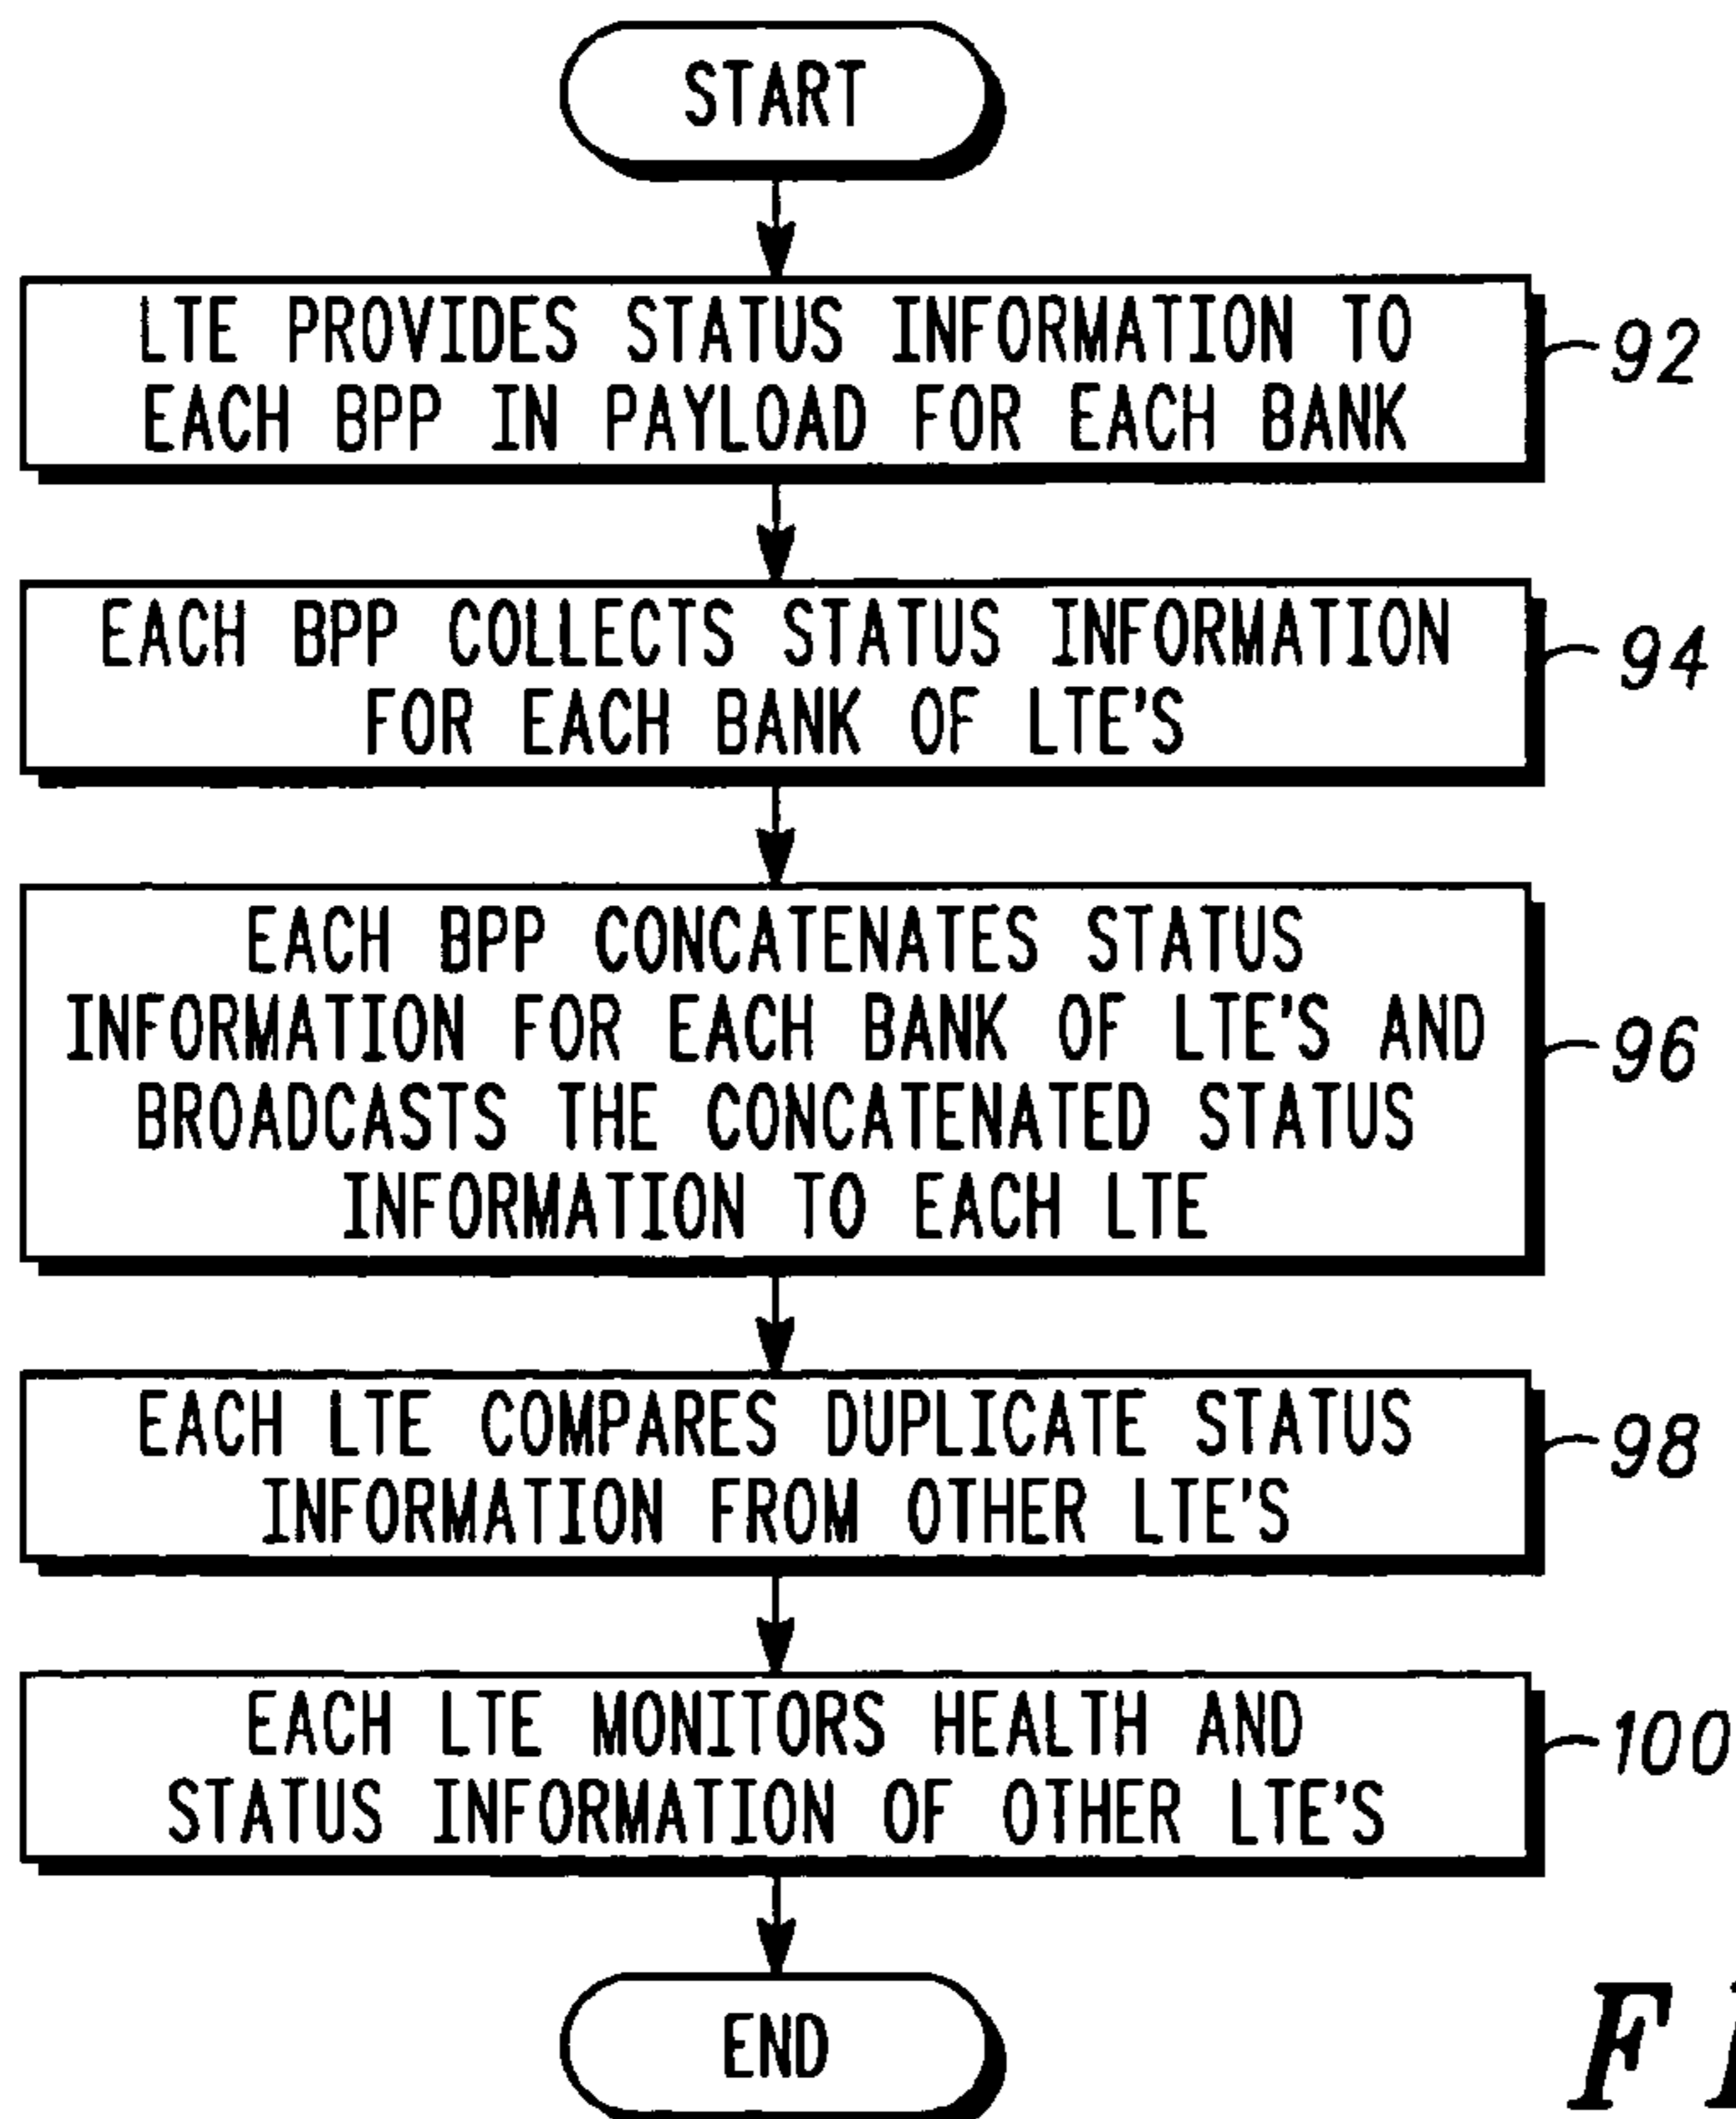 START
LTE PROVIDES STATUS INFORMATION TO
EACH BPP IN PAYLOAD FOR EACH BANK
92
EACH BPP COLLECTS STATUS INFORMATION
FOR EACH BANK OF LTE'S
94
EACH BPP CONCATENATES STATUS
INFORMATION FOR EACH BANK OF LTE'S AND
BROADCASTS THE CONCATENATED STATUS
INFORMATION TO EACH LTE
96
EACH LTE COMPARES DUPLICATE STATUS
INFORMATION FROM OTHER LTE'S
98
EACH LTE MONITORS HEALTH AND
STATUS INFORMATION OF OTHER LTE'S
100
END
F